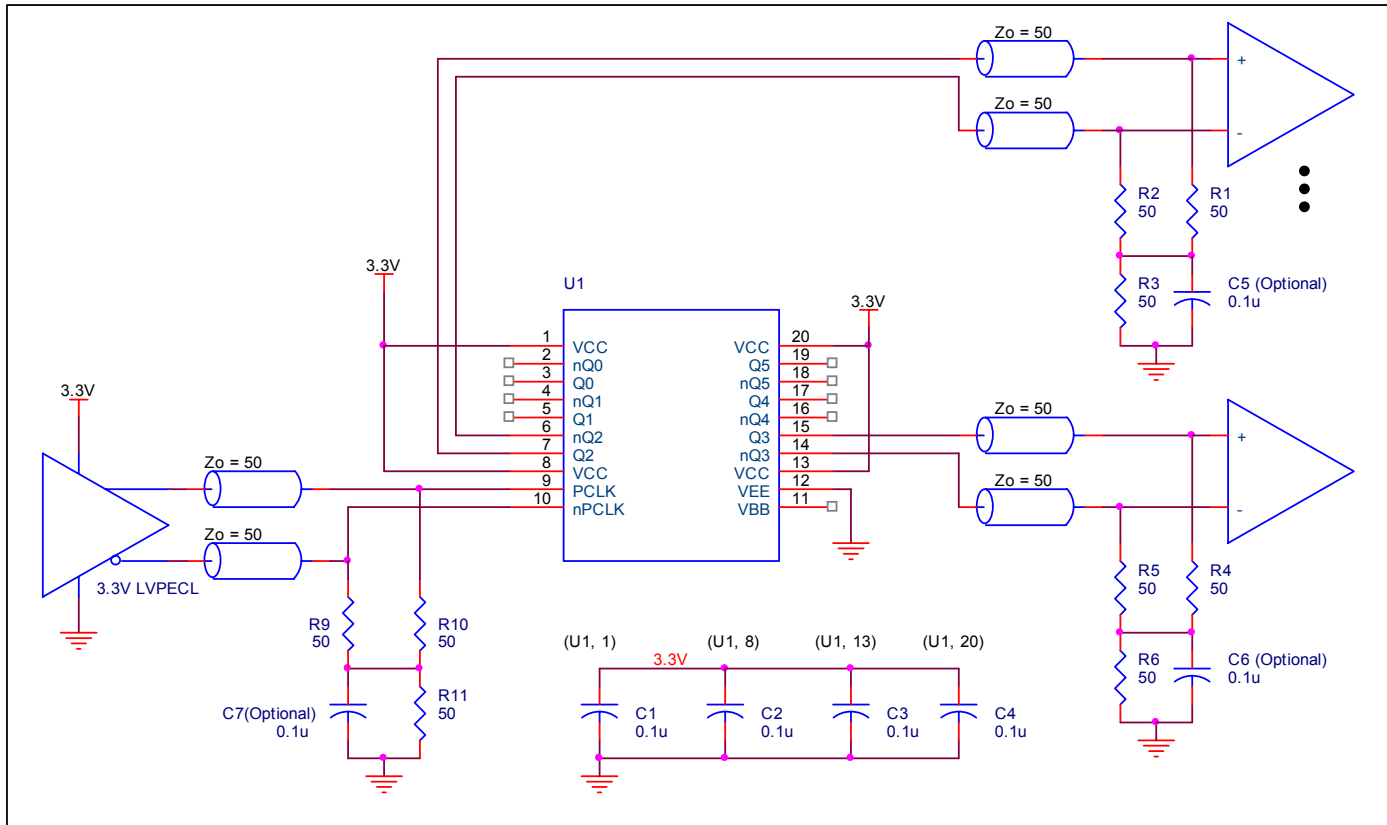 Zo = 50
+
Zo = 50
-
R2
50
R1
50
R3
50
C5 (Optional)
0.1u
3.3V
U1
3.3V
1
VCC
2
nQ0
3
Q0
4
nQ1
5
Q1
6
nQ2
7
Q2
8
VCC
9
PCLK
10
nPCLK
20
VCC
19
Q5
18
nQ5
17
Q4
16
nQ4
15
Q3
14
nQ3
13
VCC
12
VEE
11
VBB
3.3V
Zo = 50
Zo = 50
3.3V LVPECL
R9
50
R10
50
C7(Optional)
0.1u
R11
50
Zo = 50
+
Zo = 50
-
R5
50
R4
50
R6
50
C6 (Optional)
0.1u
(U1, 1)
(U1, 8)
(U1, 13)
(U1, 20)
3.3V
C1
0.1u
C2
0.1u
C3
0.1u
C4
0.1u